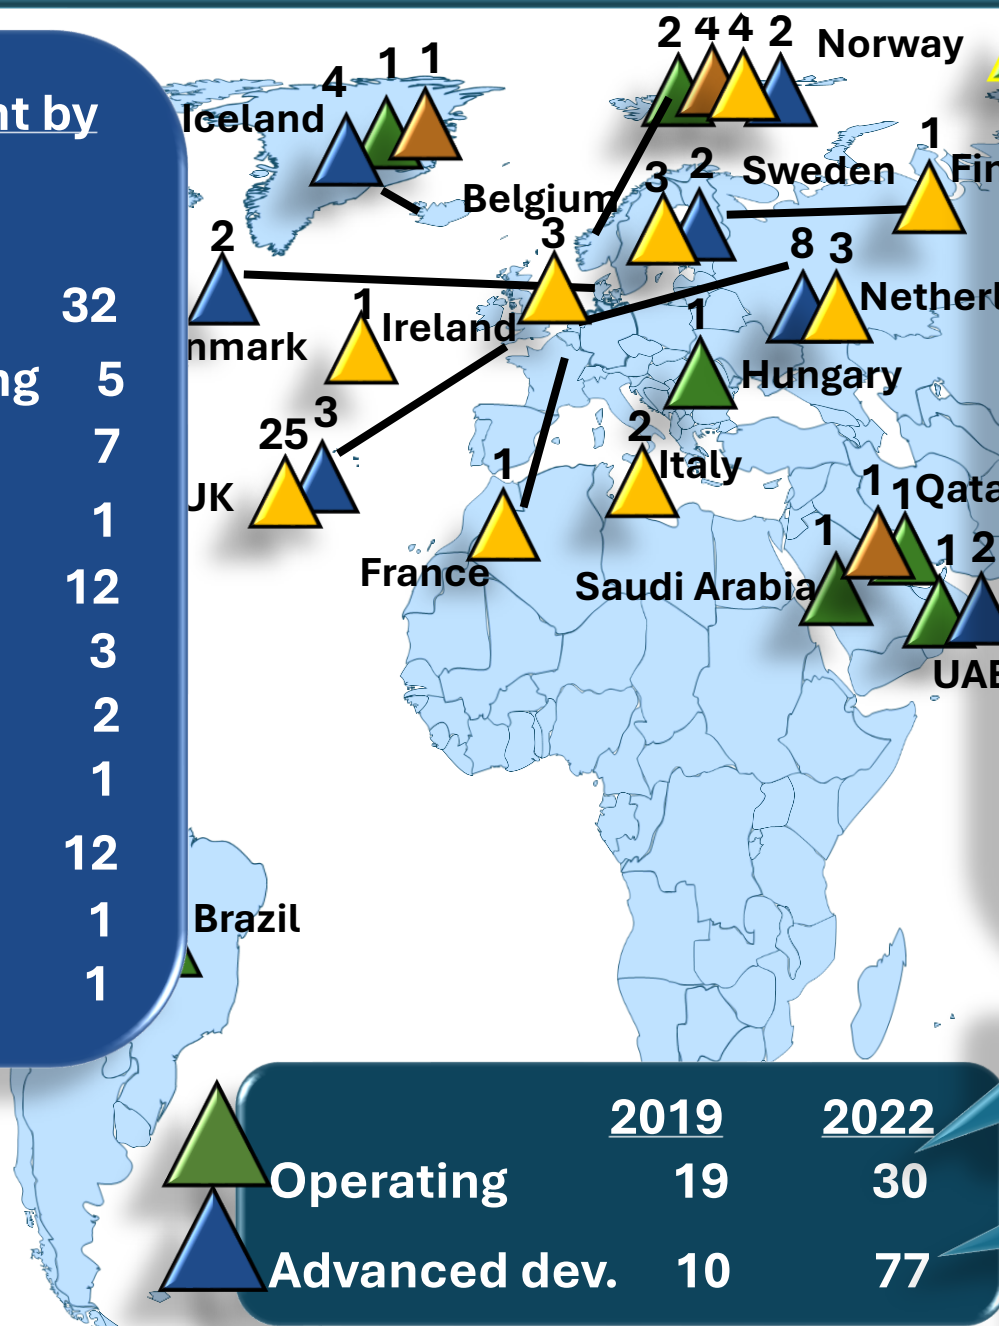 nt by
32
ng 5
7
1
12
3
2
1
12
1
1
2 4 4 2 Norway
4 1 1
Iceland
1
Fin
3 2 Sweden
Belgium
3
2
8 3
Netherl
1
Ireland
nmark
1
Hungary
25 3
UK
2
Italy
1
France
1 1 Qata
1
Saudi Arabia
1 2
UAE
Brazil
2019 2022
Operating 19 30
Advanced dev. 10 77